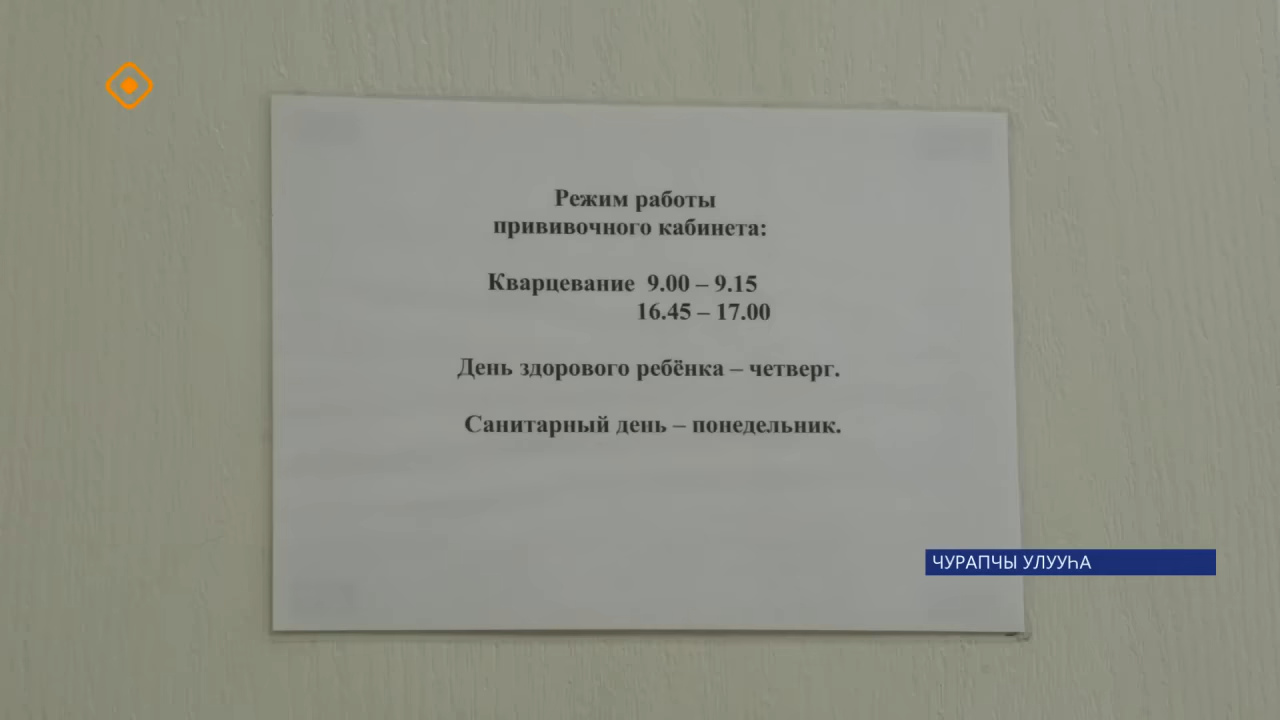 Режим работы
прививочного кабинета:
Кварцевание 9.00 – 9.15
16.45 – 17.00
День здорового ребёнка – четверг.
Санитарный день – понедельник.
ЧУРАПЧЫ УЛУУҺА